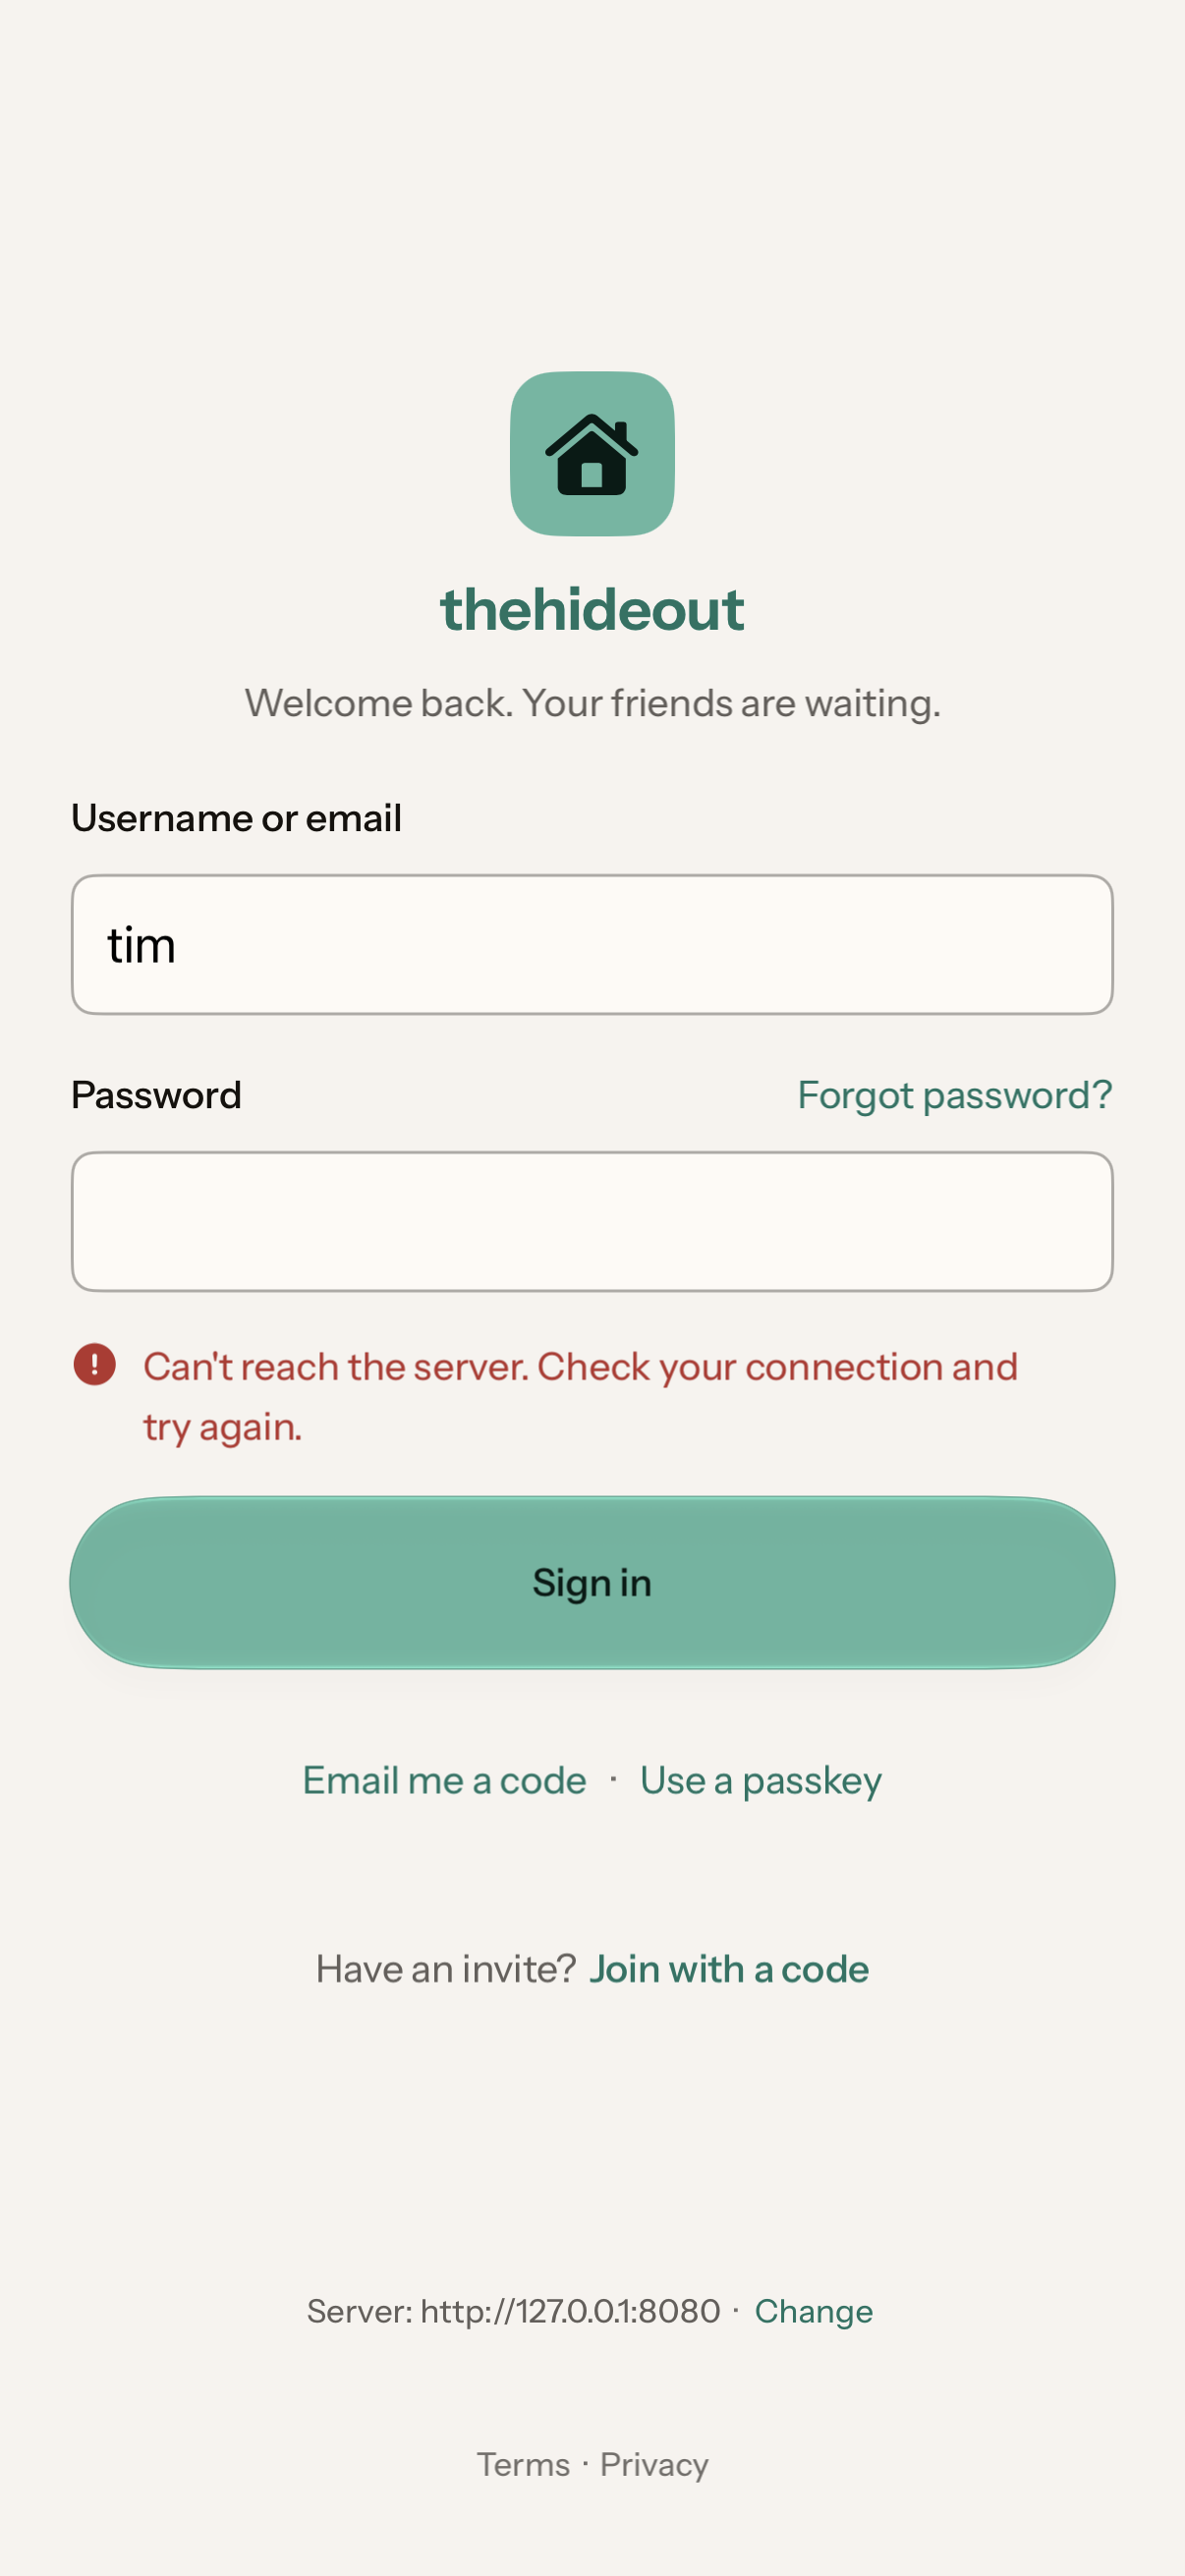 thehideout
Welcome back. Your friends are waiting.
Username or email
tim
Password Forgot password?
Can't reach the server. Check your connection and
try again.
Sign in
Email me a code · Use a passkey
Have an invite? Join with a code
Server: http://127.0.0.1:8080 · Change
Terms · Privacy